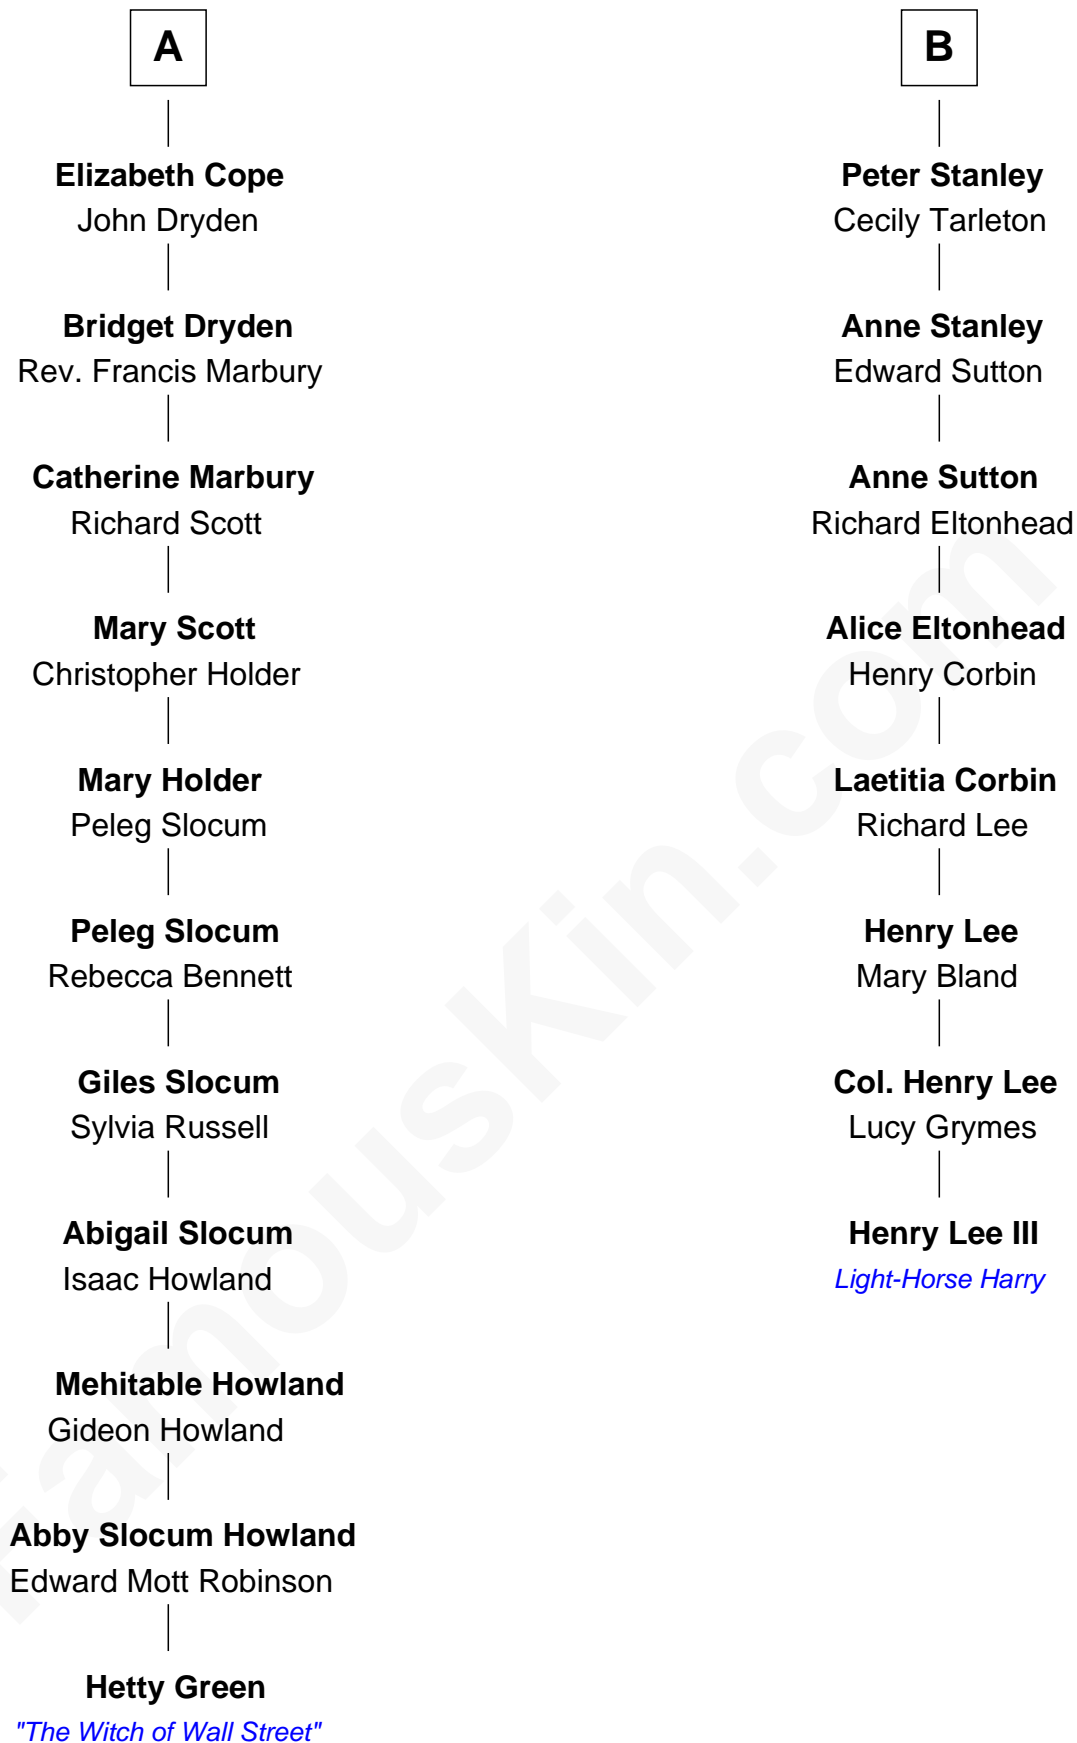 A
Elizabeth Cope
John Dryden
Bridget Dryden
Rev. Francis Marbury
Catherine Marbury
Richard Scott
Mary Scott
Christopher Holder
Mary Holder
Peleg Slocum
Peleg Slocum
Rebecca Bennett
Giles Slocum
Sylvia Russell
Abigail Slocum
Isaac Howland
Mehitable Howland
Gideon Howland
Abby Slocum Howland
Edward Mott Robinson
Hetty Green
"The Witch of Wall Street"
B
Peter Stanley
Cecily Tarleton
Anne Stanley
Edward Sutton
Anne Sutton
Richard Eltonhead
Alice Eltonhead
Henry Corbin
Laetitia Corbin
Richard Lee
Henry Lee
Mary Bland
Col. Henry Lee
Lucy Grymes
Henry Lee III
Light-Horse Harry
FamousKin.com